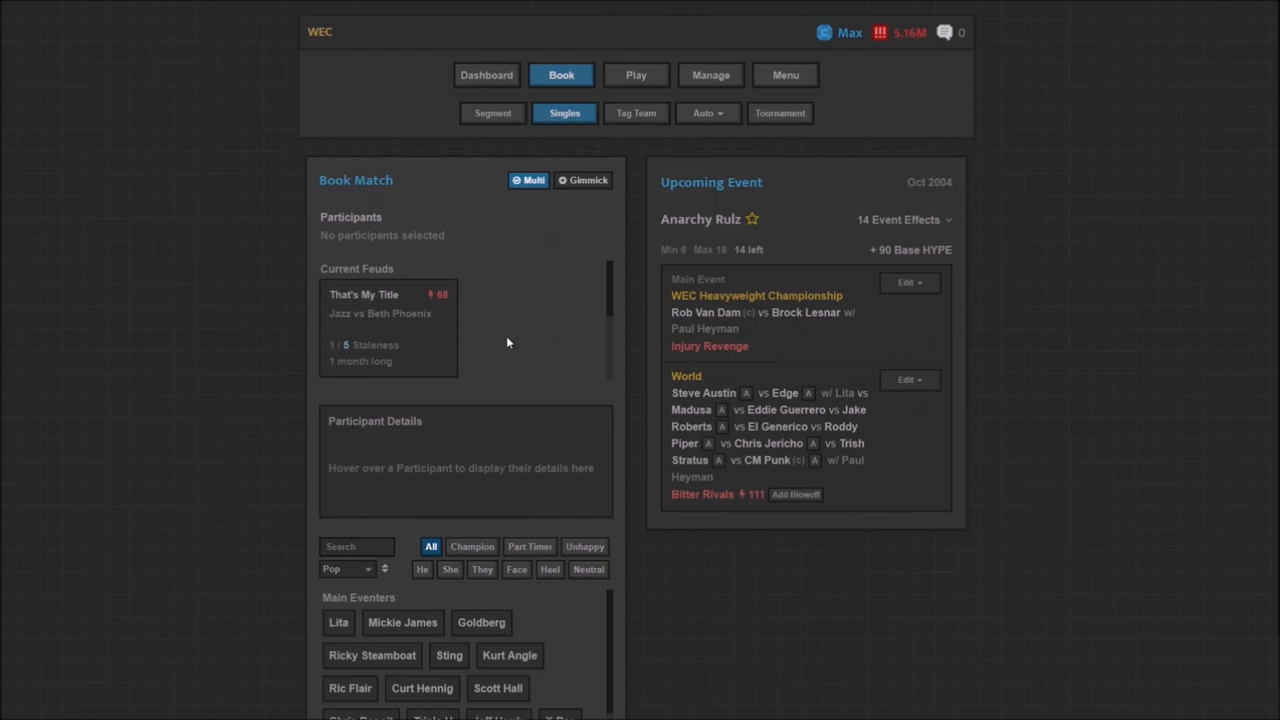 WEC
Max 5.16M 0
Dashboard Book Play Manage Menu
Segment Singles Tag Team Auto Tournament
Book Match Multi Gimmick
Participants
No participants selected
Current Feuds
That's My Title 68
Jazz vs Beth Phoenix
1 / 5 Staleness
1 month long
Participant Details
Hover over a Participant to display their details here
Search All Champion Part Timer Unhappy
Pop He She They Face Heel Neutral
Main Eventers
Lita Mickie James Goldberg
Ricky Steamboat Sting Kurt Angle
Ric Flair Curt Hennig Scott Hall
Upcoming Event Oct 2004
Anarchy Rulz 14 Event Effects
Min 6 Max 16 14 left + 90 Base HYPE
Main Event Edit
WEC Heavyweight Championship
Rob Van Dam (c) vs Brock Lesnar w/
Paul Heyman
Injury Revenge
World Edit
Steve Austin A vs Edge A w/ Lita vs
Madusa A vs Eddie Guerrero vs Jake
Roberts A vs El Generico vs Roddy
Piper A vs Chris Jericho A vs Trish
Stratus A vs CM Punk (c) A w/ Paul
Heyman
Bitter Rivals 111 Add Blowoff